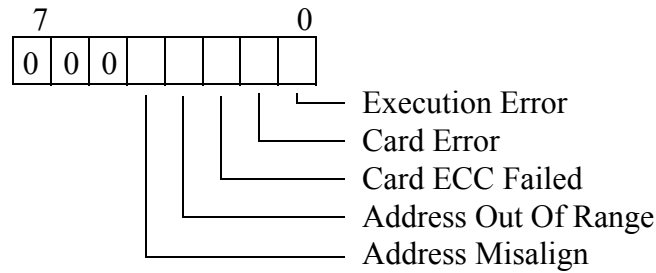 7 0
0 0 0
Execution Error
Card Error
Card ECC Failed
Address Out Of Range
Address Misalign